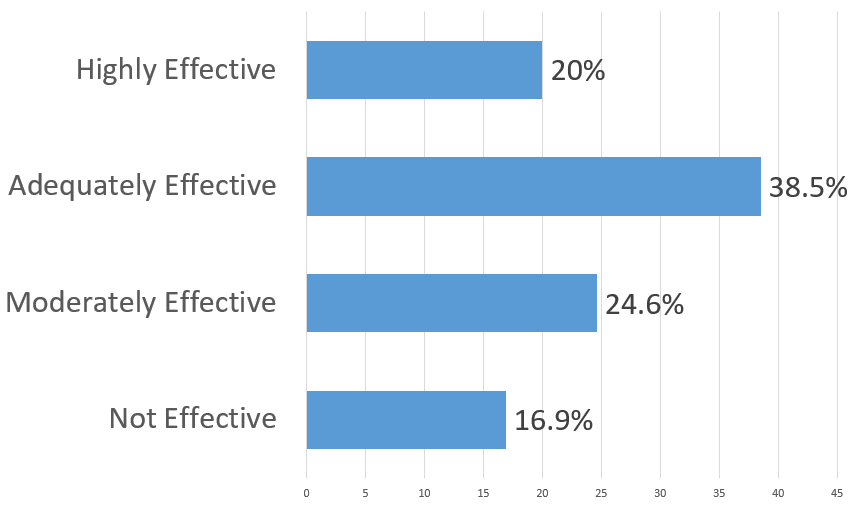 Highly Effective 20%
Adequately Effective 38.5%
Moderately Effective 24.6%
Not Effective 16.9%
0 5 10 15 20 25 30 35 40 45